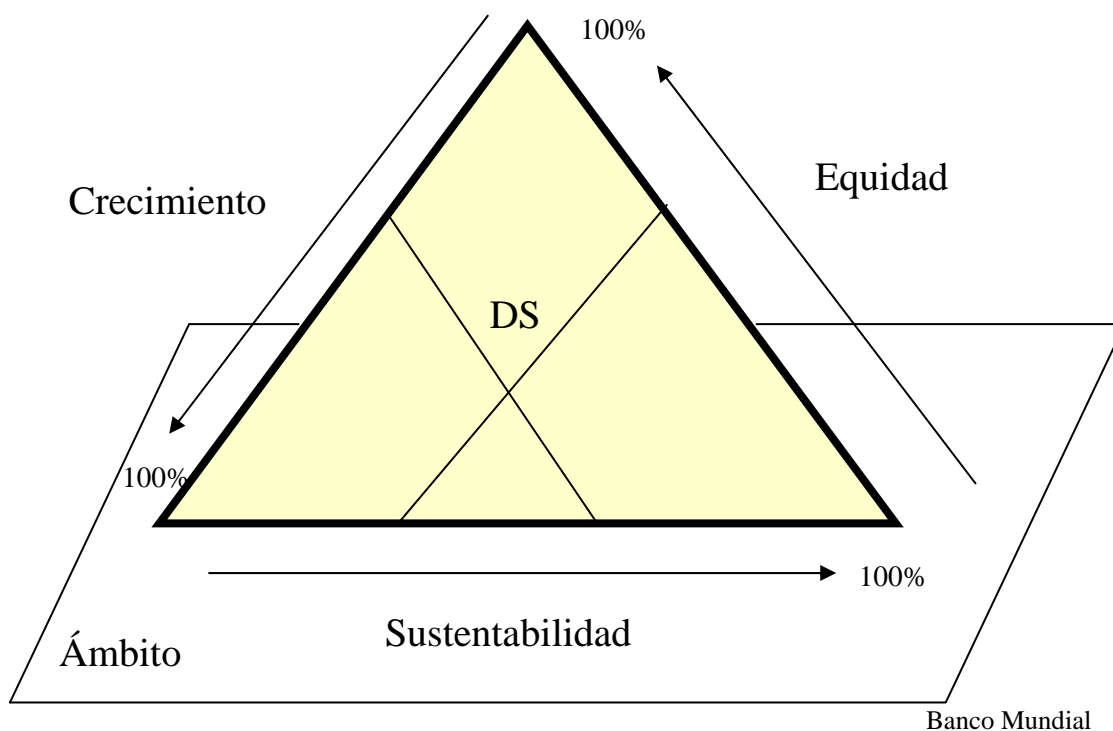 100%
Equidad
Crecimiento
DS
100%
100%
Sustentabilidad
Ámbito
Banco Mundial